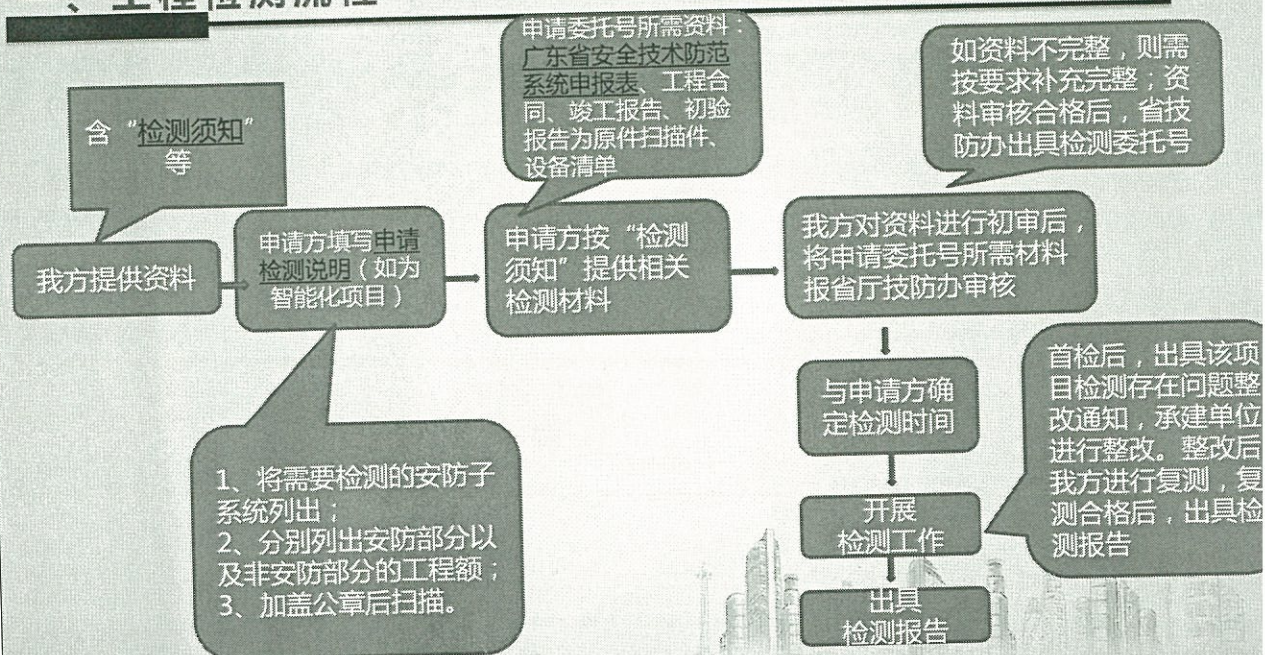 、工程检测流程
申请委托号所需资料：
广东省安全技术防范
系统申报表、工程合
同、竣工报告、初验
报告为原件扫描件、
设备清单
如资料不完整，则需
按要求补充完整；资
料审核合格后，省技
防办出具检测委托号
含“检测须知”
等
我方提供资料
申请方填写申请
检测说明（如为
智能化项目）
申请方按“检测
须知”提供相关
检测材料
我方对资料进行初审后，
将申请委托号所需材料
报省厅技防办审核
1、将需要检测的安防子
系统列出；
2、分别列出安防部分以
及非安防部分的工程额；
3、加盖公章后扫描。
与申请方确
定检测时间
首检后，出具该项
目检测存在问题整
改通知，承建单位
进行整改。整改后
我方进行复测，复
测合格后，出具检
测报告
开展
检测工作
出具
检测报告